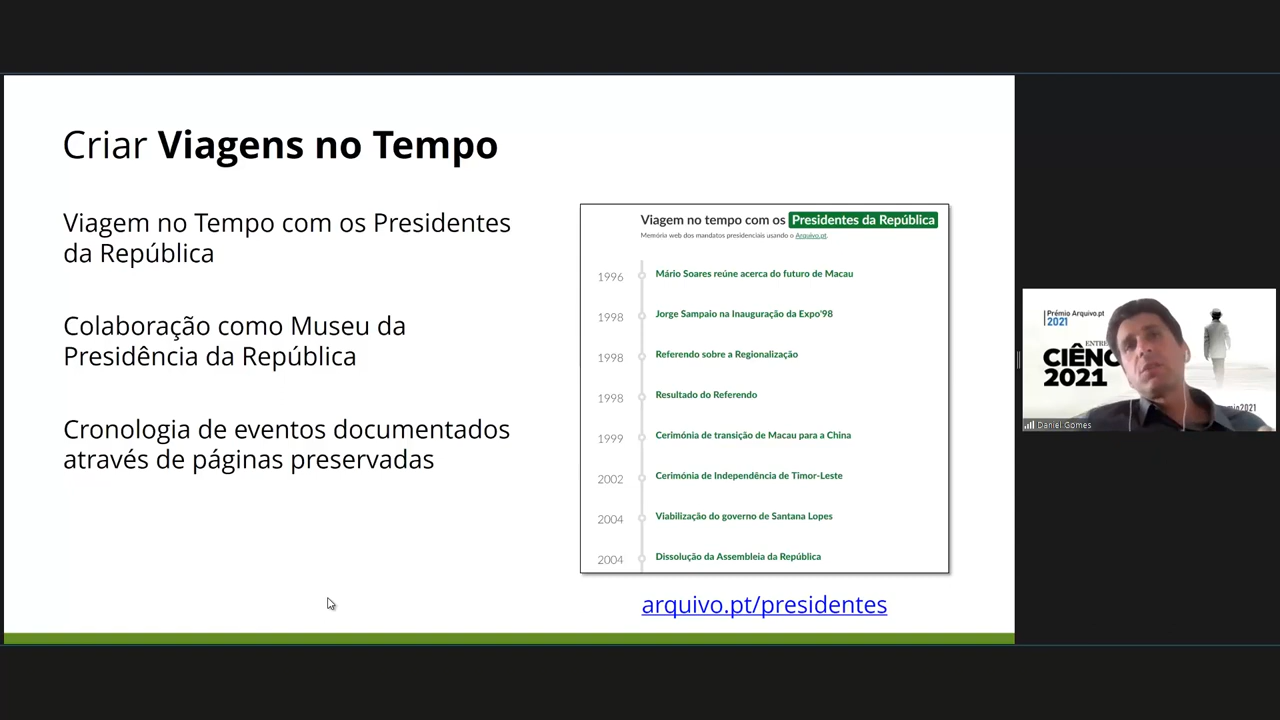 Criar Viagens no Tempo
Viagem no Tempo com os Presidentes
da República
Colaboração como Museu da
Presidência da República
Cronologia de eventos documentados
através de páginas preservadas
Viagem no tempo com os Presidentes da República
Memória web dos mandatos presidenciais usando o Arquivo.pt.
1996 Mário Soares reúne acerca do futuro de Macau
1998 Jorge Sampaio na Inauguração da Expo'98
1998 Referendo sobre a Regionalização
1998 Resultado do Referendo
1999 Cerimónia de transição de Macau para a China
2002 Cerimónia de Independência de Timor-Leste
2004 Viabilização do governo de Santana Lopes
2004 Dissolução da Assembleia da República
arquivo.pt/presidentes
Prémio Arquivo.pt
2021
ENTRE
CIÊNC
2021
2021
Daniel Gomes